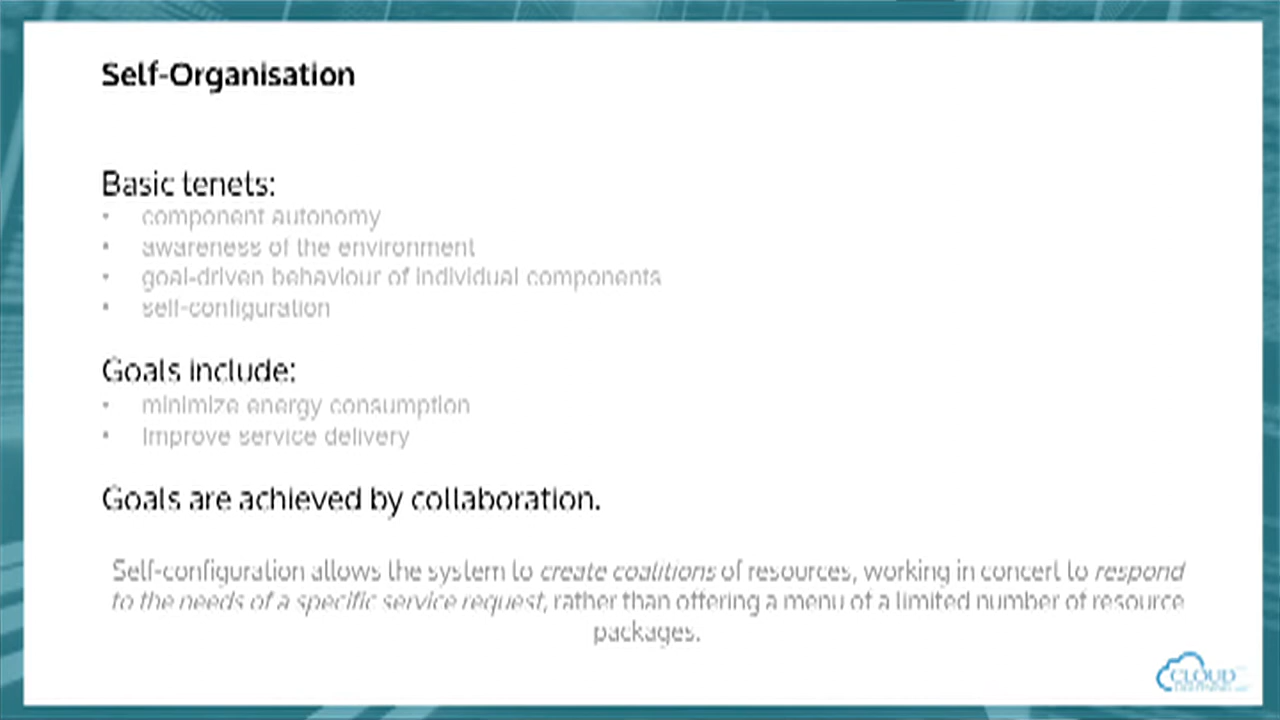 Self-Organisation
Basic tenets:
• component autonomy
• awareness of the environment
• goal-driven behaviour of individual components
• self-configuration
Goals include:
• minimize energy consumption
• improve service delivery
Goals are achieved by collaboration.
Self-configuration allows the system to create coalitions of resources, working in concert to respond
to the needs of a specific service request, rather than offering a menu of a limited number of resource
packages.
CLOUD